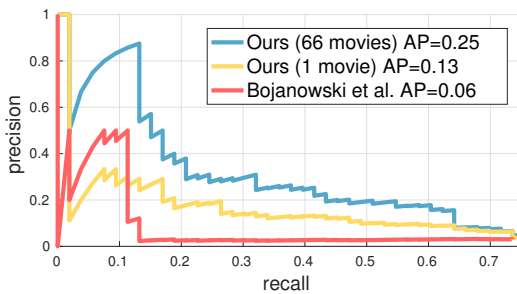 1
Ours (66 movies) AP=0.25
Ours (1 movie) AP=0.13
Bojanowski et al. AP=0.06
0.8
0.6
0.4
0.2
0
precision
0 0.1 0.2 0.3 0.4 0.5 0.6 0.7
recall